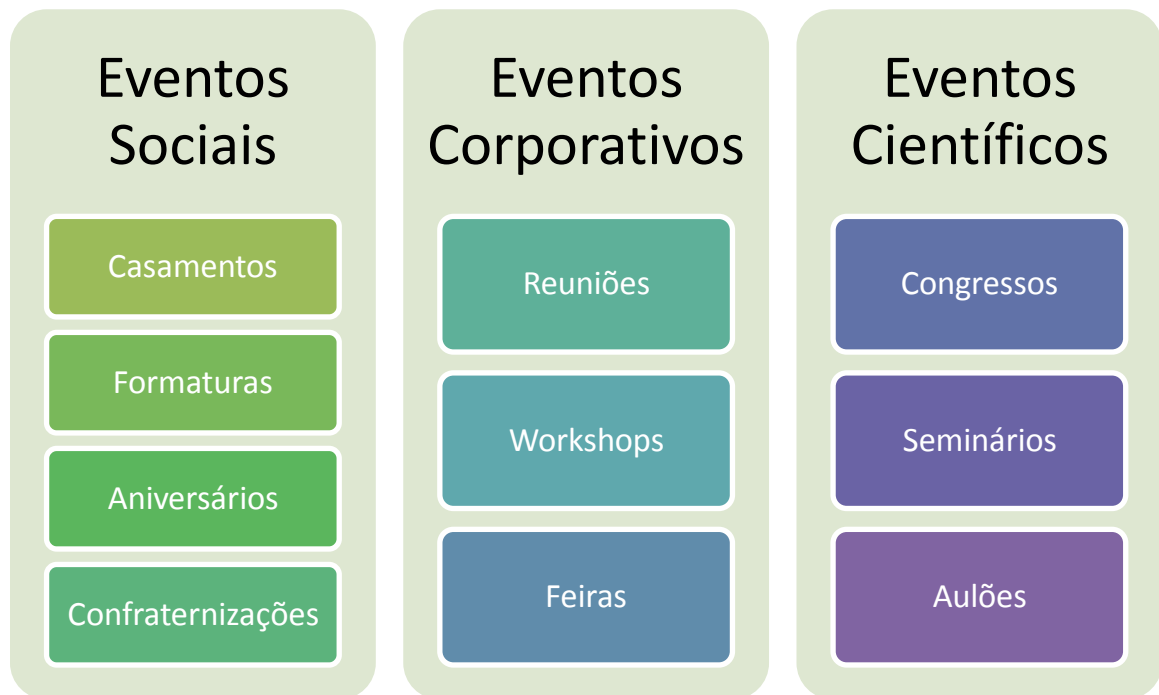 Eventos
Sociais
Casamentos
Formaturas
Aniversários
Confraternizações
Eventos
Corporativos
Reuniões
Workshops
Feiras
Eventos
Científicos
Congressos
Seminários
Aulões